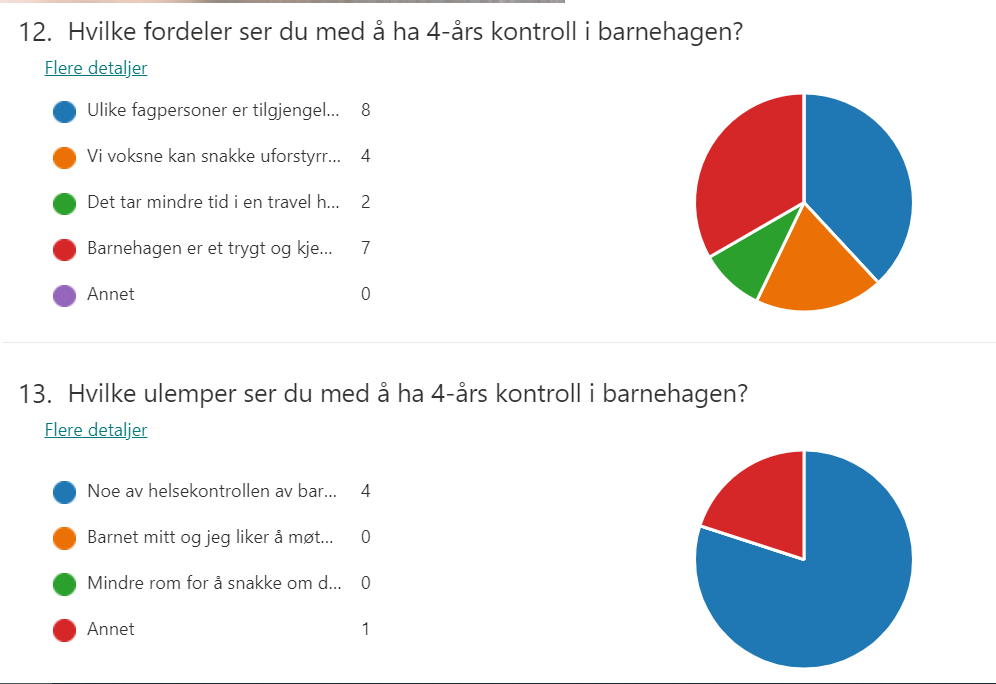 12. Hvilke fordeler ser du med å ha 4-års kontroll i barnehagen?
Flere detaljer
Ulike fagpersoner er tilgjengel... 8
Vi voksne kan snakke uforstyrr... 4
Det tar mindre tid i en travel h... 2
Barnehagen er et trygt og kje... 7
Annet 0
13. Hvilke ulemper ser du med å ha 4-års kontroll i barnehagen?
Flere detaljer
Noe av helsekontrollen av bar... 4
Barnet mitt og jeg liker å møt... 0
Mindre rom for å snakke om d... 0
Annet 1